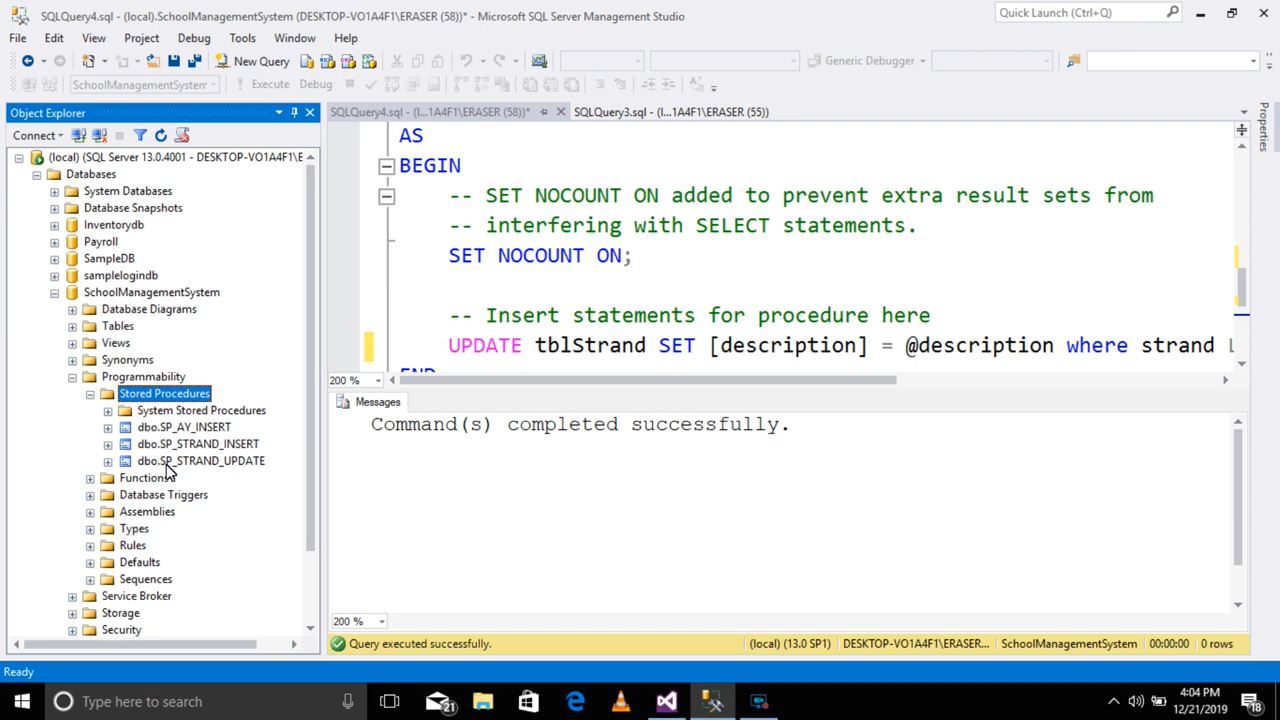 SQLQuery4.sql - (local).SchoolManagementSystem (DESKTOP-VO1A4F1\ERASER (58))* - Microsoft SQL Server Management Studio
Quick Launch (Ctrl+Q)
File Edit View Project Debug Tools Window Help
New Query
Generic Debugger
SchoolManagementSystem
Execute Debug
Object Explorer
Connect
(local) (SQL Server 13.0.4001 - DESKTOP-VO1A4F1\E
Databases
System Databases
Database Snapshots
Inventorydb
Payroll
SampleDB
samplelogindb
SchoolManagementSystem
Database Diagrams
Tables
Views
Synonyms
Programmability
Stored Procedures
System Stored Procedures
dbo.SP_AY_INSERT
dbo.SP_STRAND_INSERT
dbo.SP_STRAND_UPDATE
Functions
Database Triggers
Assemblies
Types
Rules
Defaults
Sequences
Service Broker
Storage
Security
SQLQuery4.sql - (l...1A4F1\ERASER (58))*
SQLQuery3.sql - (l...1A4F1\ERASER (55))
AS
BEGIN
-- SET NOCOUNT ON added to prevent extra result sets from
-- interfering with SELECT statements.
SET NOCOUNT ON;
-- Insert statements for procedure here
UPDATE tblStrand SET [description] = @description where strand L
END
200 %
Messages
Command(s) completed successfully.
200 %
Query executed successfully.
(local) (13.0 SP1)
DESKTOP-VO1A4F1\ERASER...
SchoolManagementSystem
00:00:00
0 rows
Properties
Ready
Type here to search
21
4:04 PM
12/21/2019
18